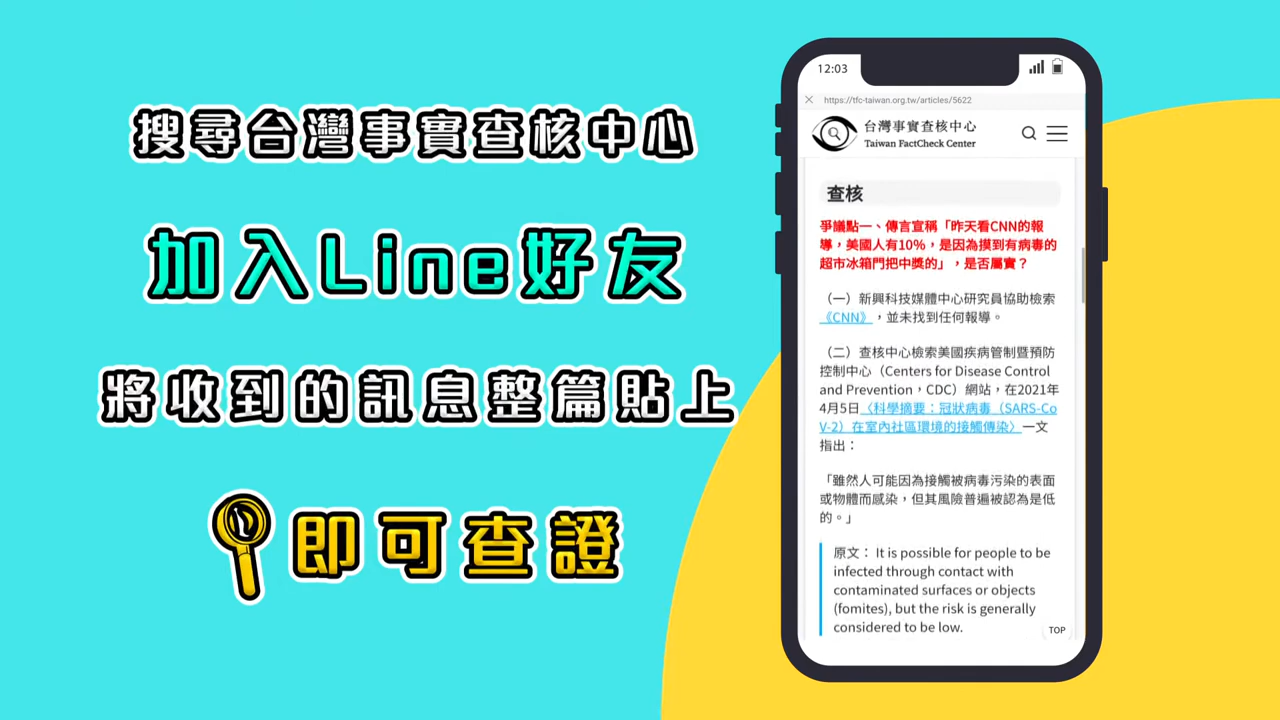 搜尋台灣事實查核中心
加入Line好友
將收到的訊息整篇貼上
即可查證
12:03
https://tfc-taiwan.org.tw/articles/5622
台灣事實查核中心
Taiwan FactCheck Center
查核
爭議點一、傳言宣稱「昨天看CNN的報
導，美國人有10%，是因為摸到有病毒的
超市冰箱門把中獎的」，是否屬實？
（一）新興科技媒體中心研究員協助檢索
《CNN》，並未找到任何報導。
（二）查核中心檢索美國疾病管制暨預防
控制中心（Centers for Disease Control
and Prevention，CDC）網站，在2021年
4月5日〈科學摘要：冠狀病毒（SARS-Co
V-2）在室內社區環境的接觸傳染〉一文
指出：
「雖然人可能因為接觸被病毒污染的表面
或物體而感染，但其風險普遍被認為是低
的。」
原文： It is possible for people to be
infected through contact with
contaminated surfaces or objects
(fomites), but the risk is generally
considered to be low.
TOP